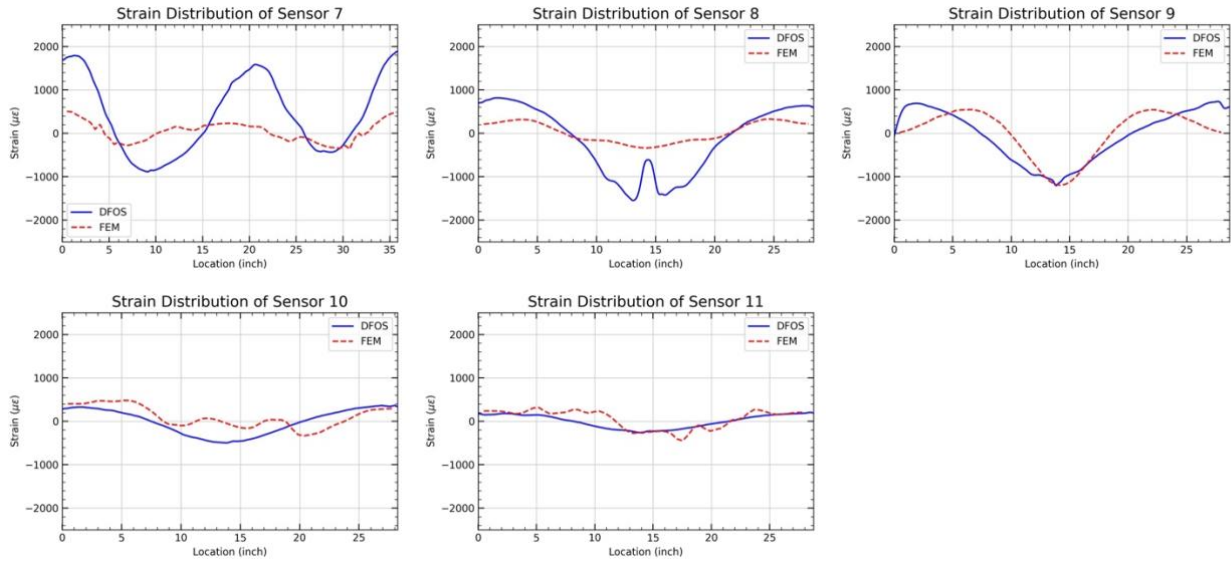 Strain Distribution of Sensor 7
Strain (με)
2000
1000
0
−1000
−2000
DFOS
FEM
0 5 10 15 20 25 30 35
Location (inch)
Strain Distribution of Sensor 8
Strain (με)
2000
1000
0
−1000
−2000
DFOS
FEM
0 5 10 15 20 25
Location (inch)
Strain Distribution of Sensor 9
Strain (με)
2000
1000
0
−1000
−2000
DFOS
FEM
0 5 10 15 20 25
Location (inch)
Strain Distribution of Sensor 10
Strain (με)
2000
1000
0
−1000
−2000
DFOS
FEM
0 5 10 15 20 25
Location (inch)
Strain Distribution of Sensor 11
Strain (με)
2000
1000
0
−1000
−2000
DFOS
FEM
0 5 10 15 20 25
Location (inch)